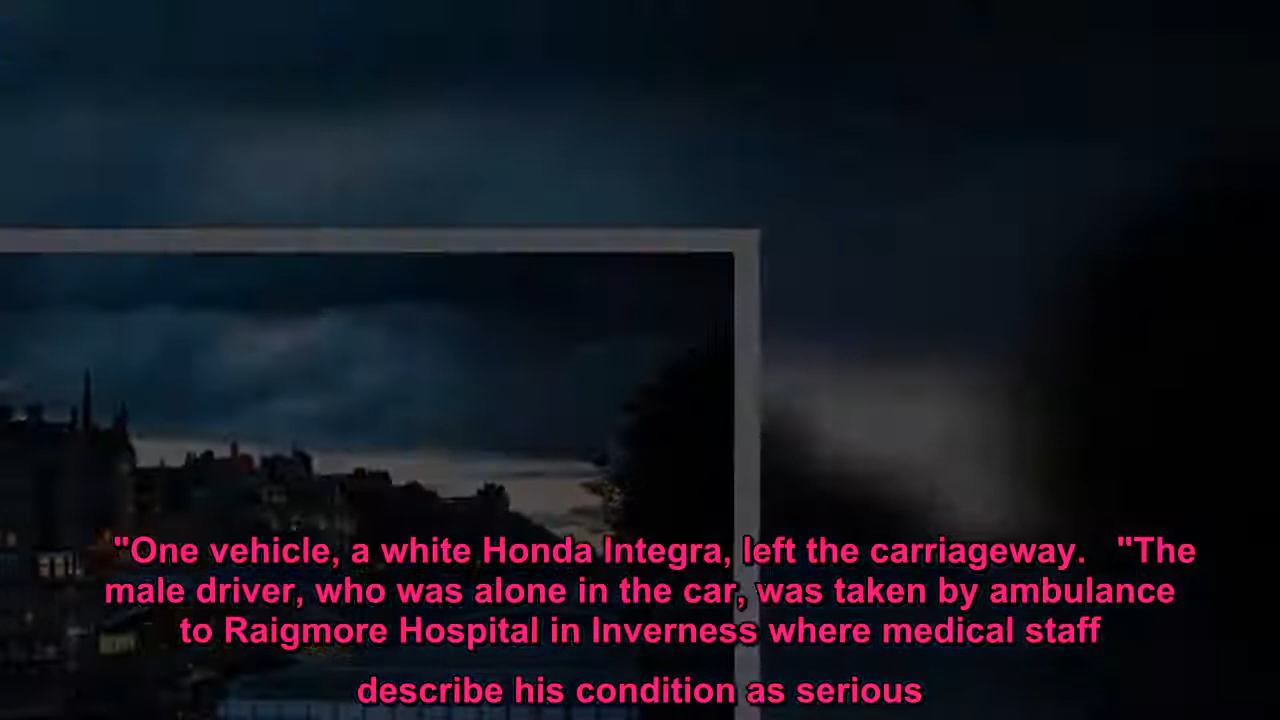 "One vehicle, a white Honda Integra, left the carriageway.   "The
male driver, who was alone in the car, was taken by ambulance
to Raigmore Hospital in Inverness where medical staff
describe his condition as serious